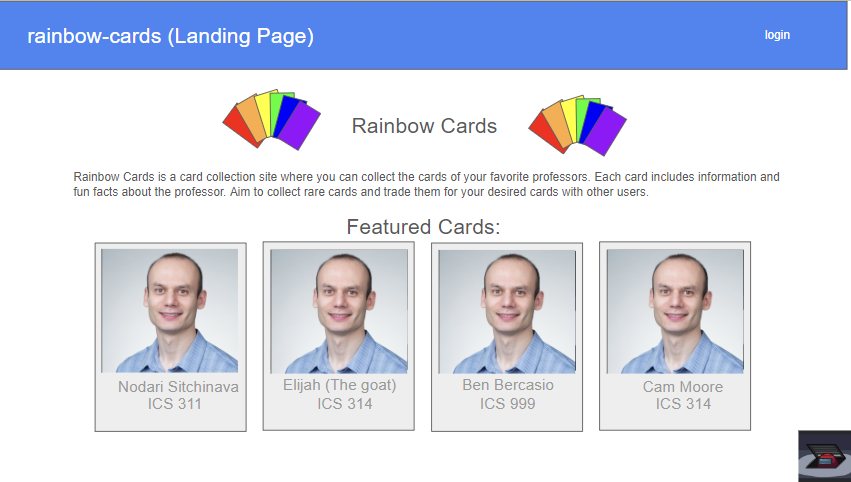 rainbow-cards (Landing Page)
login
Rainbow Cards
Rainbow Cards is a card collection site where you can collect the cards of your favorite professors. Each card includes information and
fun facts about the professor. Aim to collect rare cards and trade them for your desired cards with other users.
Featured Cards:
Nodari Sitchinava
ICS 311
Elijah (The goat)
ICS 314
Ben Bercasio
ICS 999
Cam Moore
ICS 314